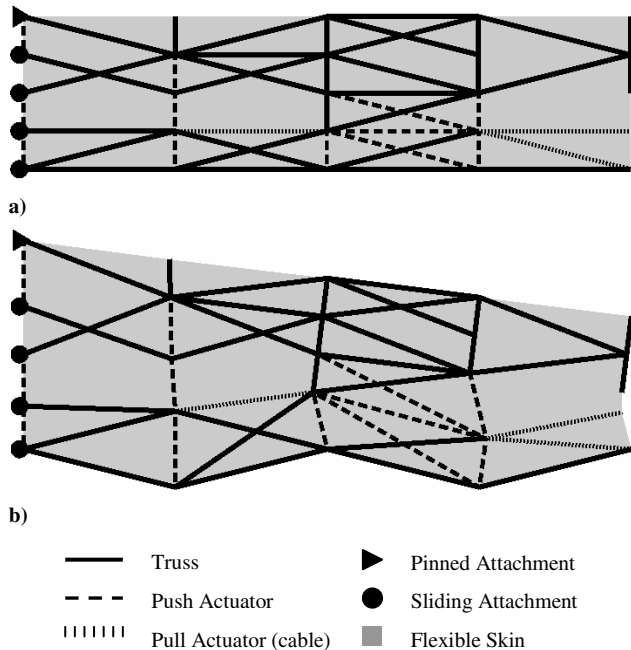 a)
b)
Truss
Pinned Attachment
Push Actuator
Sliding Attachment
Pull Actuator (cable)
Flexible Skin